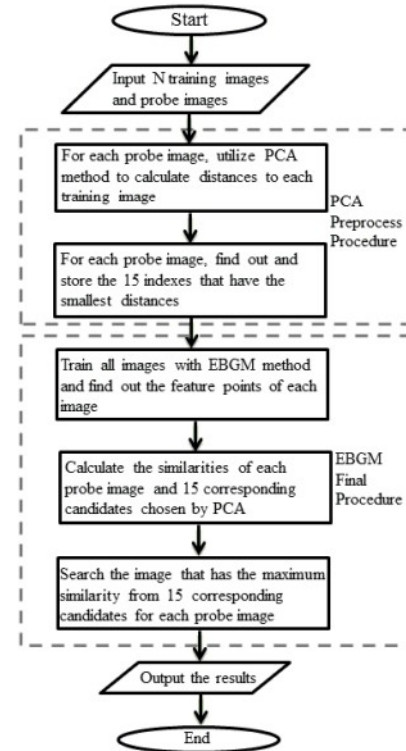 Start
Input N training images
and probe images
For each probe image, utilize PCA
method to calculate distances to each
training image
PCA
Preprocess
Procedure
For each probe image, find out and
store the 15 indexes that have the
smallest distances
Train all images with EBGM method
and find out the feature points of each
image
Calculate the similarities of each
probe image and 15 corresponding
candidates chosen by PCA
EBGM
Final
Procedure
Search the image that has the maximum
similarity from 15 corresponding
candidates for each probe image
Output the results
End